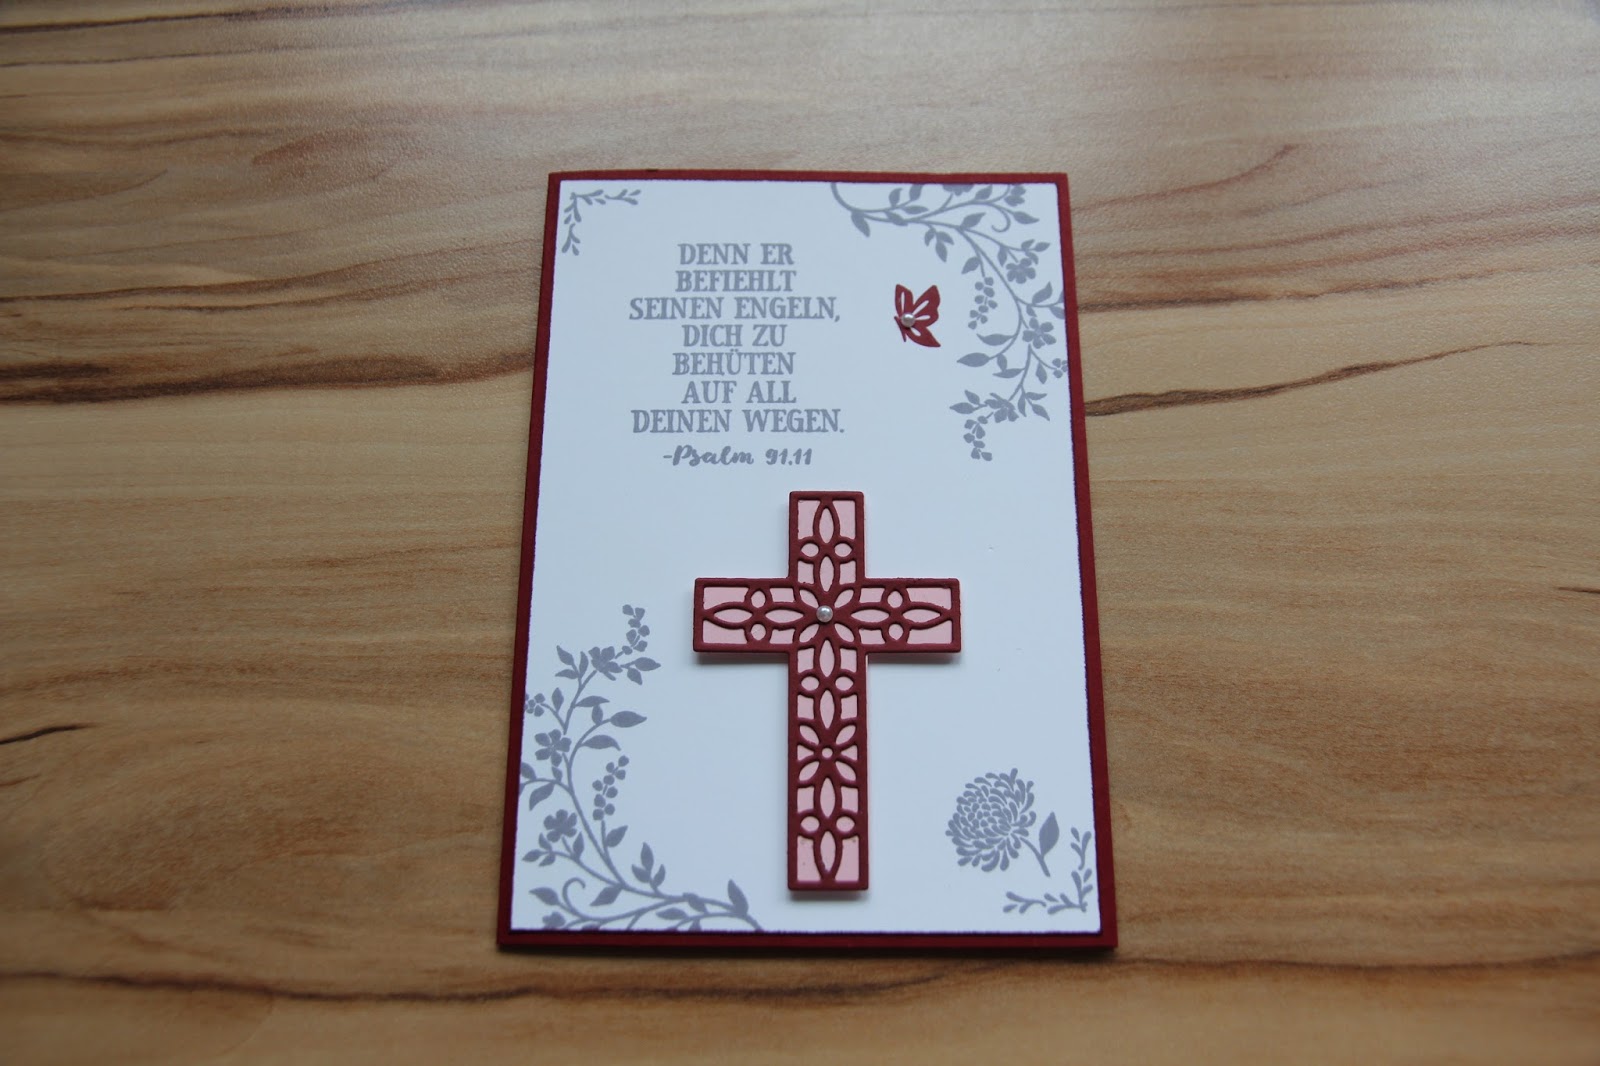 DENN ER
BEFIEHLT
SEINEN ENGELN,
DICH ZU
BEHÜTEN
AUF ALL
DEINEN WEGEN.
-Psalm 91.11